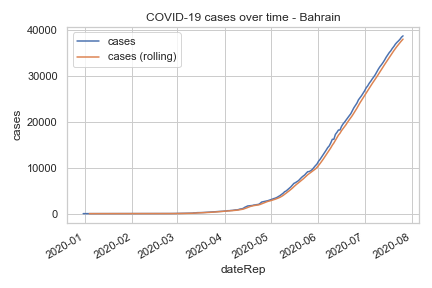 COVID-19 cases over time - Bahrain
cases
cases (rolling)
40000
30000
20000
10000
0
cases
2020-01
2020-02
2020-03
2020-04
2020-05
2020-06
2020-07
2020-08
dateRep